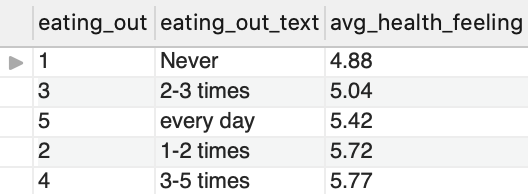 eating_out eating_out_text avg_health_feeling
1 Never 4.88
3 2-3 times 5.04
5 every day 5.42
2 1-2 times 5.72
4 3-5 times 5.77